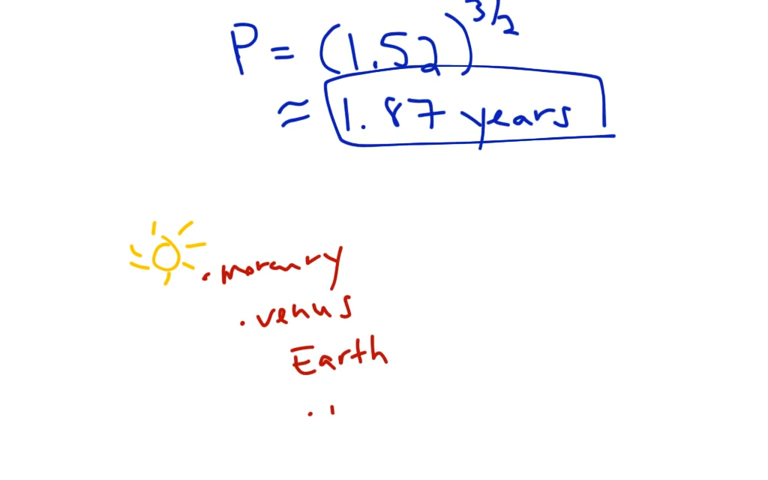 P = (1.52)^3/2
≈ 1.87 years
. mercury
. venus
Earth
.